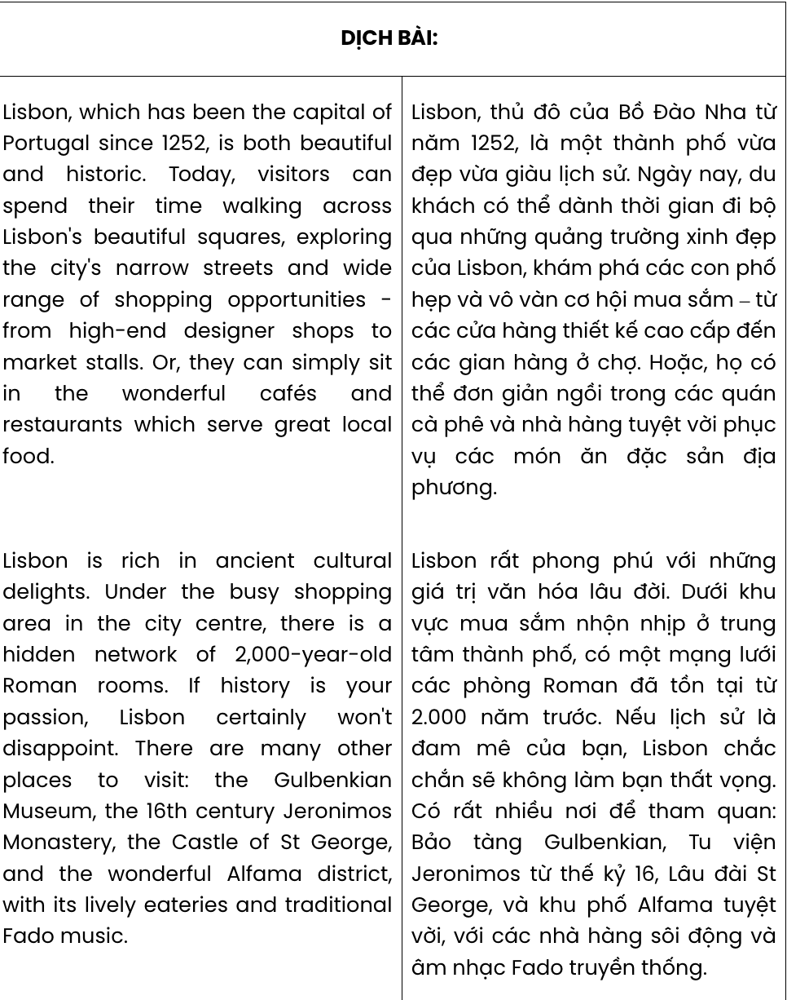 DỊCH BÀI:
Lisbon, which has been the capital of
Portugal since 1252, is both beautiful
and historic. Today, visitors can
spend their time walking across
Lisbon's beautiful squares, exploring
the city's narrow streets and wide
range of shopping opportunities -
from high-end designer shops to
market stalls. Or, they can simply sit
in the wonderful cafés and
restaurants which serve great local
food.
Lisbon, thủ đô của Bồ Đào Nha từ
năm 1252, là một thành phố vừa
đẹp vừa giàu lịch sử. Ngày nay, du
khách có thể dành thời gian đi bộ
qua những quảng trường xinh đẹp
của Lisbon, khám phá các con phố
hẹp và vô vàn cơ hội mua sắm – từ
các cửa hàng thiết kế cao cấp đến
các gian hàng ở chợ. Hoặc, họ có
thể đơn giản ngồi trong các quán
cà phê và nhà hàng tuyệt vời phục
vụ các món ăn đặc sản địa
phương.
Lisbon is rich in ancient cultural
delights. Under the busy shopping
area in the city centre, there is a
hidden network of 2,000-year-old
Roman rooms. If history is your
passion, Lisbon certainly won't
disappoint. There are many other
places to visit: the Gulbenkian
Museum, the 16th century Jeronimos
Monastery, the Castle of St George,
and the wonderful Alfama district,
with its lively eateries and traditional
Fado music.
Lisbon rất phong phú với những
giá trị văn hóa lâu đời. Dưới khu
vực mua sắm nhộn nhịp ở trung
tâm thành phố, có một mạng lưới
các phòng Roman đã tồn tại từ
2.000 năm trước. Nếu lịch sử là
đam mê của bạn, Lisbon chắc
chắn sẽ không làm bạn thất vọng.
Có rất nhiều nơi để tham quan:
Bảo tàng Gulbenkian, Tu viện
Jeronimos từ thế kỷ 16, Lâu đài St
George, và khu phố Alfama tuyệt
vời, với các nhà hàng sôi động và
âm nhạc Fado truyền thống.